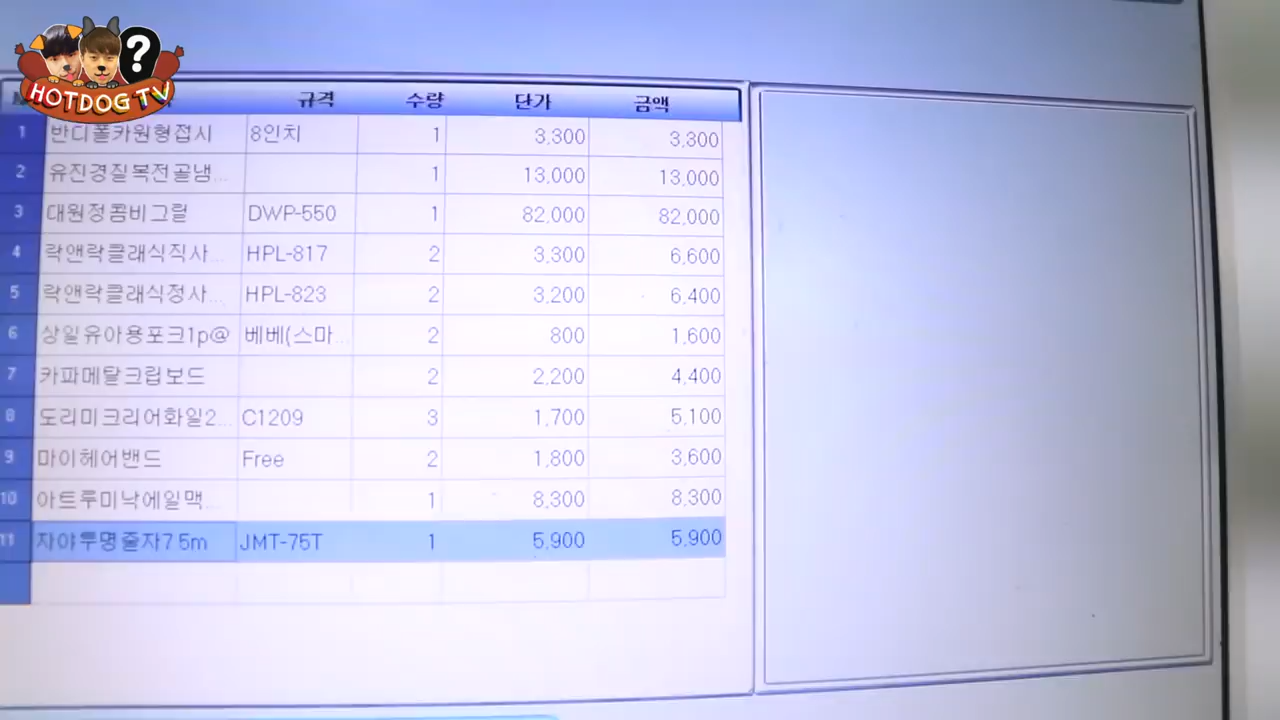 ?
HOTDOG TV
규격 수량 단가 금액
1 반디폴카원형접시 8인치 1 3,300 3,300
2 유진경질복전골냄... 1 13,000 13,000
3 대원정콤비그릴 DWP-550 1 82,000 82,000
4 락앤락클래식직사... HPL-817 2 3,300 6,600
5 락앤락클래식정사... HPL-823 2 3,200 6,400
6 상일유아용포크1p@ 베베(스마... 2 800 1,600
7 카파메탈크립보드 2 2,200 4,400
8 도리미크리어화일2... C1209 3 1,700 5,100
9 마이헤어밴드 Free 2 1,800 3,600
10 아트루미낙에일맥... 1 8,300 8,300
11 자야투명줄자7.5m JMT-75T 1 5,900 5,900